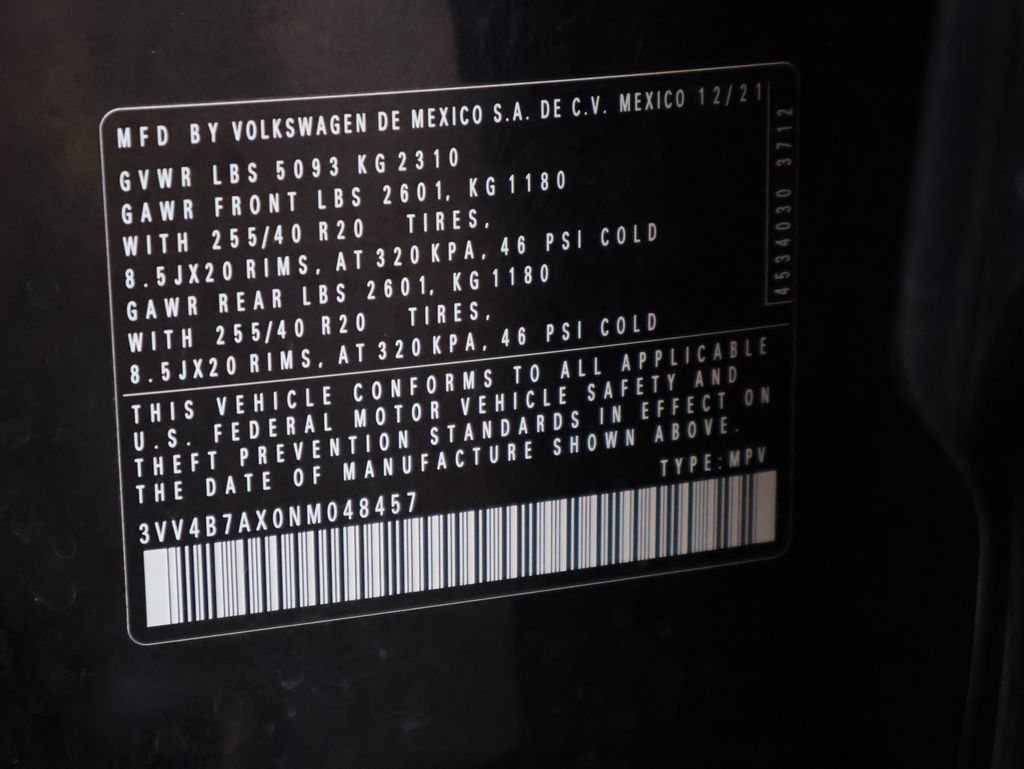 MFD BY VOLKSWAGEN DE MEXICO S.A. DE C.V. MEXICO 12/21
GVWR LBS 5093 KG 2310
GAWR FRONT LBS 2601, KG 1180
WITH 255/40 R20 TIRES,
8.5JX20 RIMS, AT 320 KPA, 46 PSI COLD
GAWR REAR LBS 2601, KG 1180
WITH 255/40 R20 TIRES,
8.5JX20 RIMS, AT 320 KPA, 46 PSI COLD
4534030 3712
THIS VEHICLE CONFORMS TO ALL APPLICABLE
U.S. FEDERAL MOTOR VEHICLE SAFETY AND
THEFT PREVENTION STANDARDS IN EFFECT ON
THE DATE OF MANUFACTURE SHOWN ABOVE.
TYPE:MPV
3VV4B7AX0NM048457